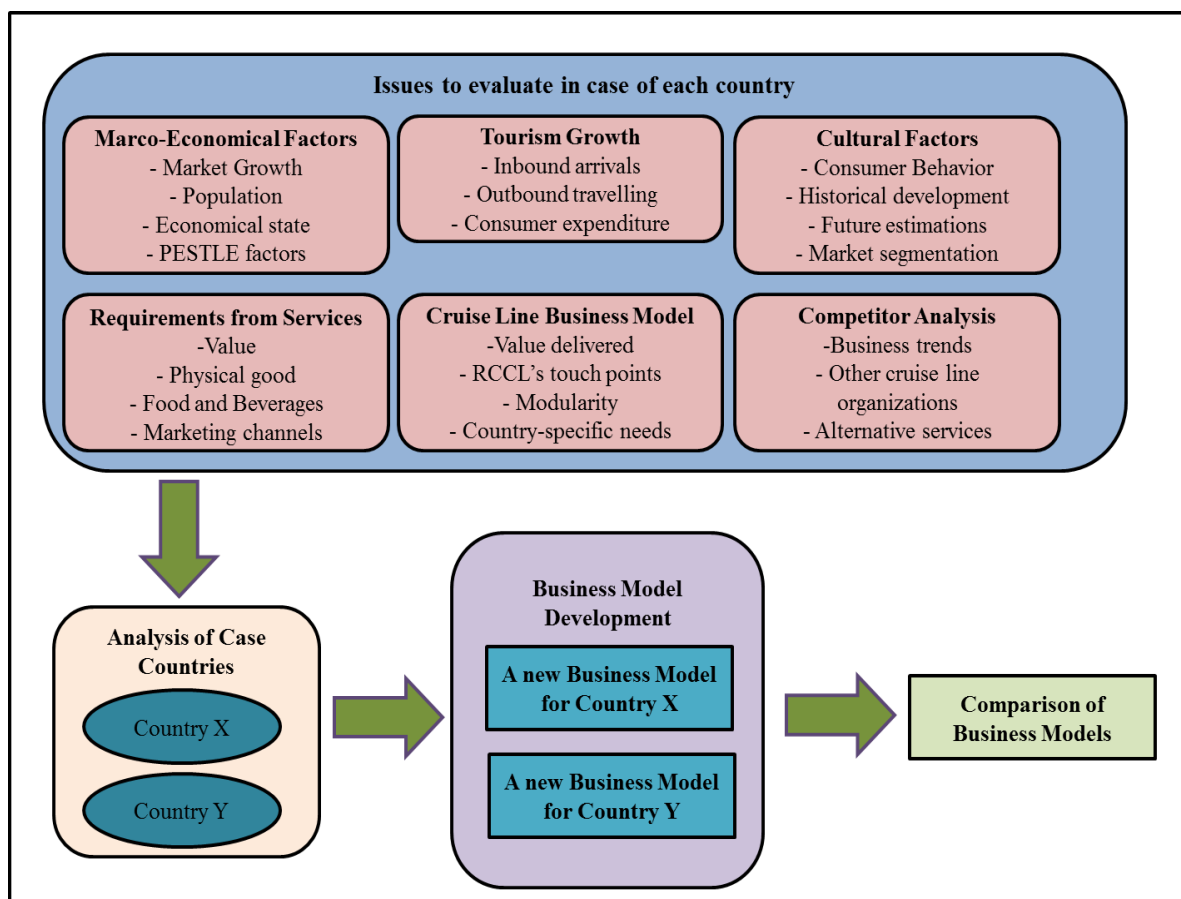 Issues to evaluate in case of each country
Marco-Economical Factors
- Market Growth
- Population
- Economical state
- PESTLE factors
Tourism Growth
- Inbound arrivals
- Outbound travelling
- Consumer expenditure
Cultural Factors
- Consumer Behavior
- Historical development
- Future estimations
- Market segmentation
Requirements from Services
-Value
- Physical good
- Food and Beverages
- Marketing channels
Cruise Line Business Model
-Value delivered
- RCCL's touch points
- Modularity
- Country-specific needs
Competitor Analysis
-Business trends
- Other cruise line
organizations
- Alternative services
Analysis of Case
Countries
Country X
Country Y
Business Model
Development
A new Business Model
for Country X
A new Business Model
for Country Y
Comparison of
Business Models